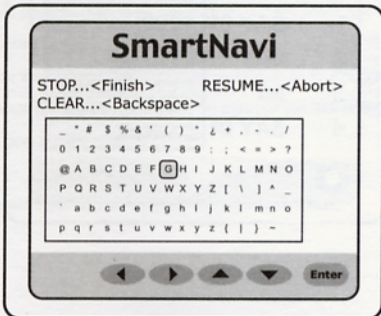 SmartNavi
STOP...<Finish> RESUME...<Abort>
CLEAR...<Backspace>
_ " # $ % & ' ( ) * ¿ + , - . /
0 1 2 3 4 5 6 7 8 9 : ; < = > ?
@ A B C D E F G H I J K L M N O
P Q R S T U V W X Y Z [ \ ] ^ _
` a b c d e f g h i j k l m n o
p q r s t u v w x y z { | } ~
Enter